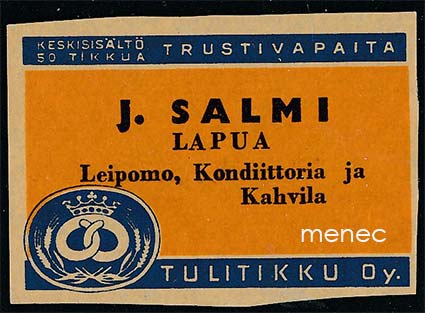 KESKISISÄLTÖ TRUSTIVAPAITA
50 TIKKUA
J. SALMI
LAPUA
Leipomo, Kondiittoria ja
Kahvila
menec
TULITIKKU Oy.